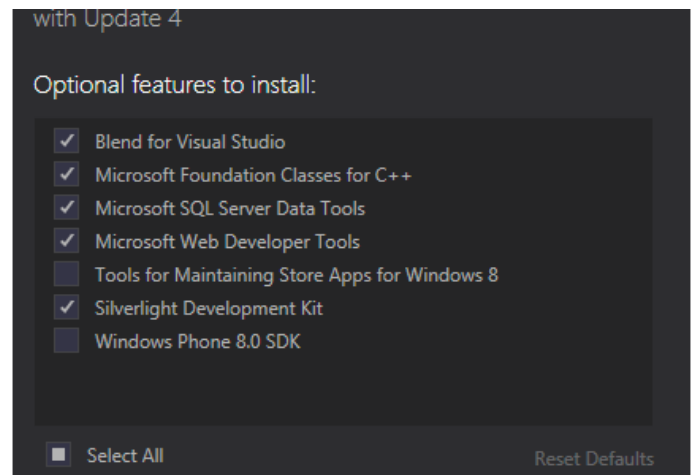 with Update 4
Optional features to install:
Blend for Visual Studio
Microsoft Foundation Classes for C++
Microsoft SQL Server Data Tools
Microsoft Web Developer Tools
Tools for Maintaining Store Apps for Windows 8
Silverlight Development Kit
Windows Phone 8.0 SDK
Select All
Reset Defaults